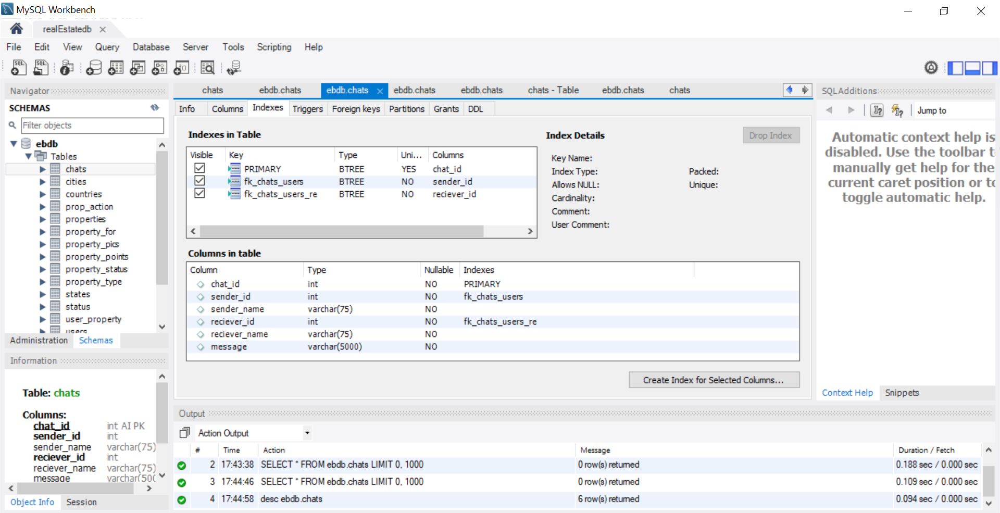 MySQL Workbench
realEstatedb
File Edit View Query Database Server Tools Scripting Help
Navigator
SCHEMAS
Filter objects
ebdb
Tables
chats
cities
countries
prop_action
properties
property_for
property_pics
property_points
property_status
property_type
states
status
user_property
users
Administration Schemas
Information
Table: chats
Columns:
chat_id int AI PK
sender_id int
sender_name varchar(75)
reciever_id int
reciever_name varchar(75)
message varchar(500
Object Info Session
chats ebdb.chats ebdb.chats ebdb.chats ebdb.chats chats - Table ebdb.chats chats
Info Columns Indexes Triggers Foreign keys Partitions Grants DDL
Indexes in Table
Visible Key Type Uni... Columns
PRIMARY BTREE YES chat_id
fk_chats_users BTREE NO sender_id
fk_chats_users_re BTREE NO reciever_id
Index Details
Drop Index
Key Name:
Index Type: Packed:
Allows NULL: Unique:
Cardinality:
Comment:
User Comment:
Columns in table
Column Type Nullable Indexes
chat_id int NO PRIMARY
sender_id int NO fk_chats_users
sender_name varchar(75) NO
reciever_id int NO fk_chats_users_re
reciever_name varchar(75) NO
message varchar(5000) NO
Create Index for Selected Columns...
SQLAdditions
Jump to
Automatic context help is
disabled. Use the toolbar t
manually get help for the
current caret position or to
toggle automatic help.
Context Help Snippets
Output
Action Output
# Time Action Message Duration / Fetch
2 17:43:38 SELECT * FROM ebdb.chats LIMIT 0, 1000 0 row(s) returned 0.188 sec / 0.000 sec
3 17:44:46 SELECT * FROM ebdb.chats LIMIT 0, 1000 0 row(s) returned 0.109 sec / 0.000 sec
4 17:44:58 desc ebdb.chats 6 row(s) returned 0.094 sec / 0.000 sec